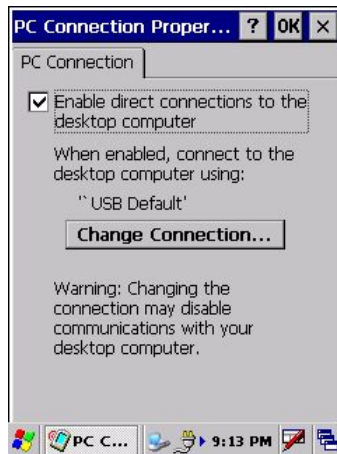 PC Connection Proper... ? OK ×
PC Connection
Enable direct connections to the
desktop computer
When enabled, connect to the
desktop computer using:
'`USB Default'
Change Connection...
Warning: Changing the
connection may disable
communications with your
desktop computer.
PC C... 9:13 PM